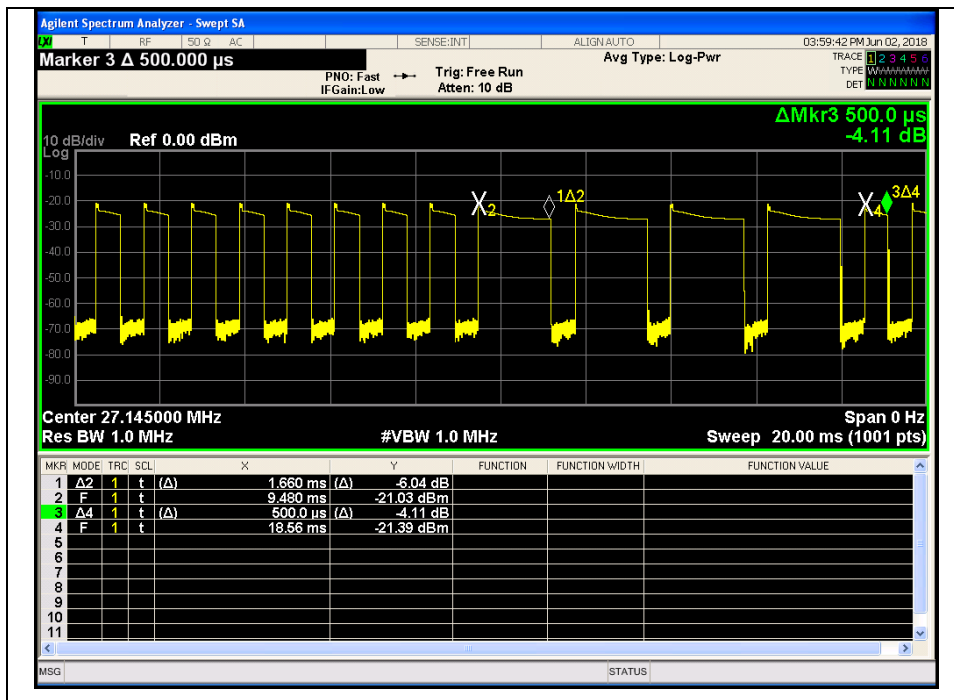 Agilent Spectrum Analyzer - Swept SA
LXI T RF 50 Ω AC SENSE:INT ALIGN AUTO 03:59:42 PM Jun 02, 2018
Marker 3 Δ 500.000 µs
PNO: Fast
IFGain:Low
Trig: Free Run
Atten: 10 dB
Avg Type: Log-Pwr
TRACE 1 2 3 4 5 6
TYPE WWWWWW
DET N N N N N N
ΔMkr3 500.0 µs
-4.11 dB
10 dB/div Ref 0.00 dBm
Log
-10.0
-20.0
-30.0
-40.0
-50.0
-60.0
-70.0
-80.0
-90.0
X2
1Δ2
X4
3Δ4
Center 27.145000 MHz Span 0 Hz
Res BW 1.0 MHz #VBW 1.0 MHz Sweep 20.00 ms (1001 pts)
MKR MODE TRC SCL X Y FUNCTION FUNCTION WIDTH FUNCTION VALUE
1 Δ2 1 t (Δ) 1.660 ms (Δ) -6.04 dB
2 F 1 t 9.480 ms -21.03 dBm
3 Δ4 1 t (Δ) 500.0 µs (Δ) -4.11 dB
4 F 1 t 18.56 ms -21.39 dBm
5
6
7
8
9
10
11
MSG STATUS